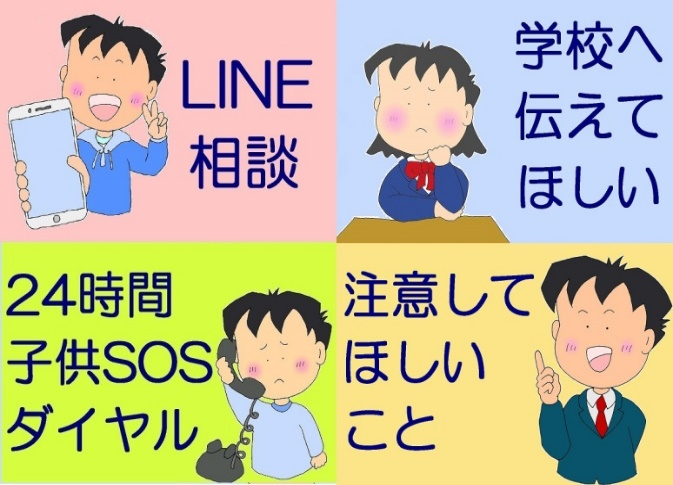 LINE
相談
学校へ
伝えて
ほしい
24時間
子供SOS
ダイヤル
注意して
ほしい
こと